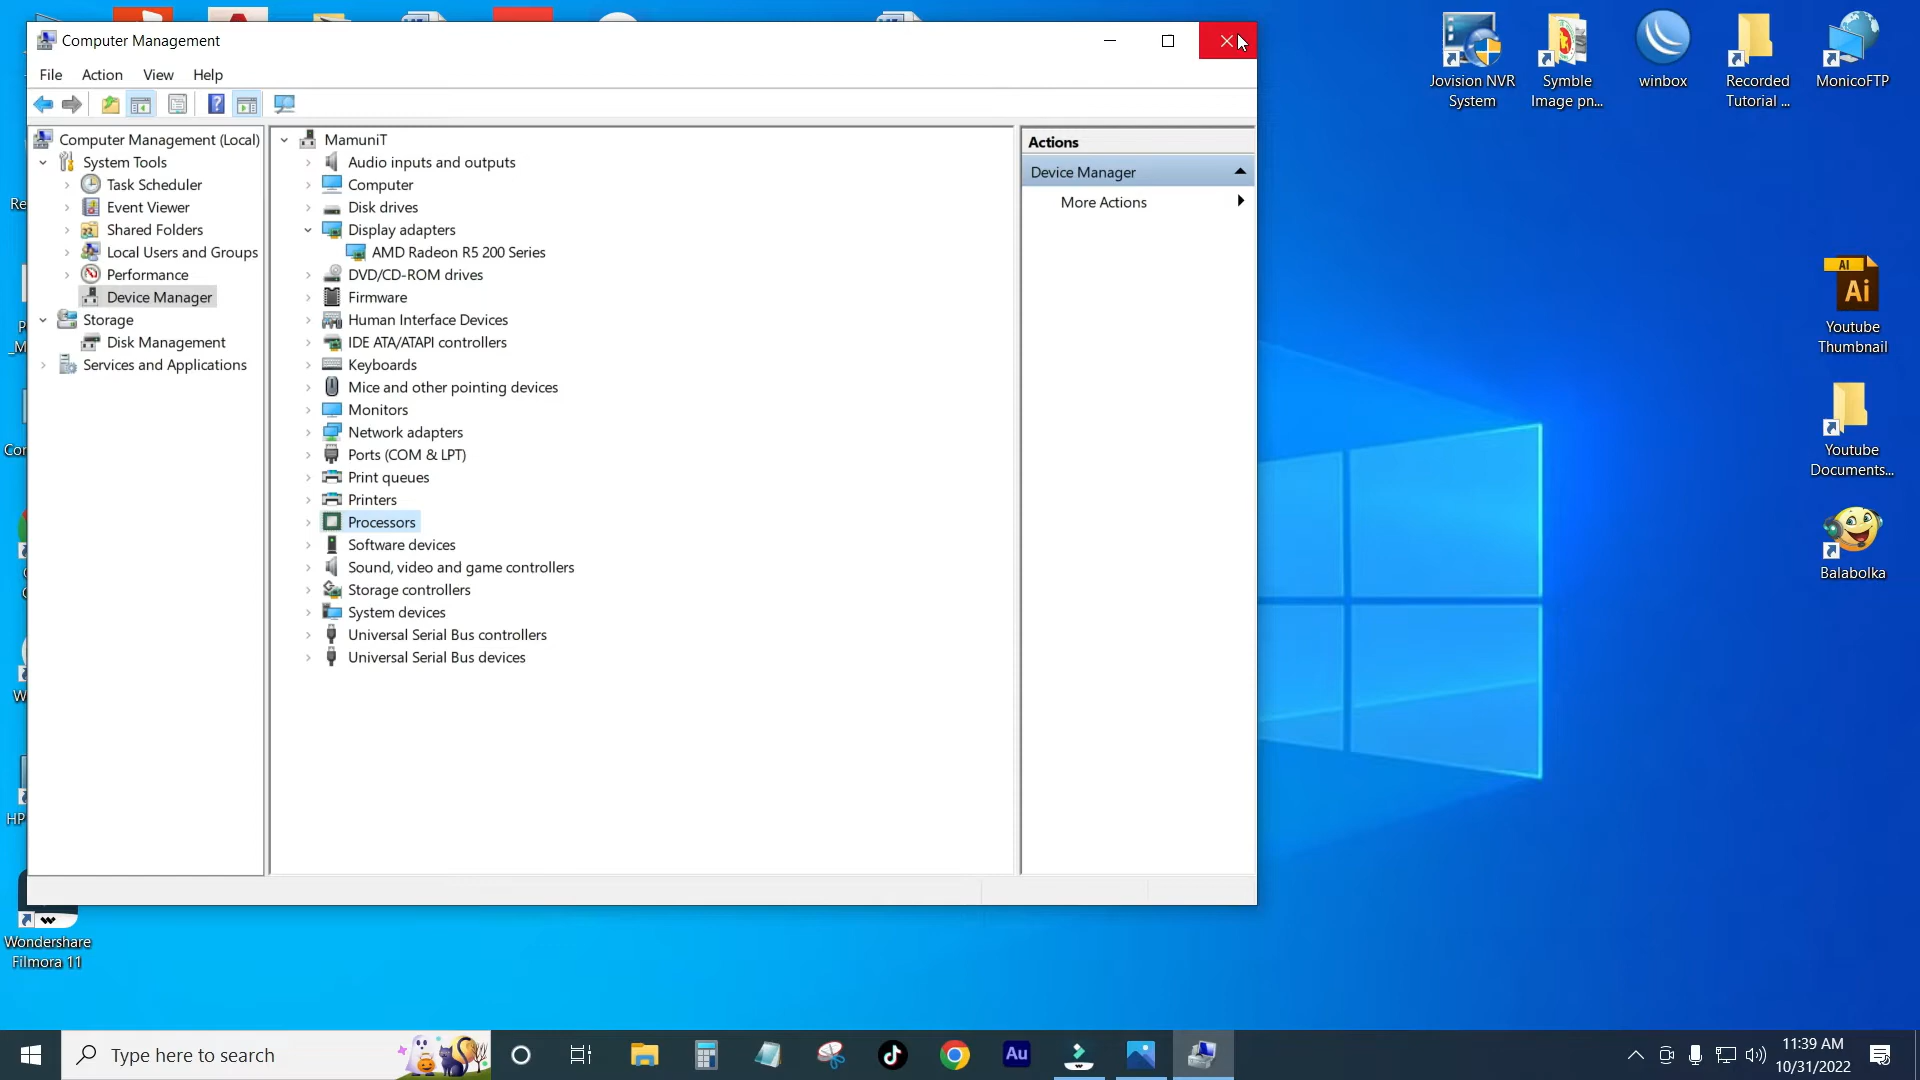 Computer Management
File Action View Help
Computer Management (Local)
System Tools
Task Scheduler
Event Viewer
Shared Folders
Local Users and Groups
Performance
Device Manager
Storage
Disk Management
Services and Applications
MamuniT
Audio inputs and outputs
Computer
Disk drives
Display adapters
AMD Radeon R5 200 Series
DVD/CD-ROM drives
Firmware
Human Interface Devices
IDE ATA/ATAPI controllers
Keyboards
Mice and other pointing devices
Monitors
Network adapters
Ports (COM & LPT)
Print queues
Printers
Processors
Software devices
Sound, video and game controllers
Storage controllers
System devices
Universal Serial Bus controllers
Universal Serial Bus devices
Actions
Device Manager
More Actions
Jovision NVR
System
Symble
Image pn...
winbox
Recorded
Tutorial ...
MonicoFTP
Ai
Ai
Youtube
Thumbnail
Youtube
Documents...
Balabolka
Re
Cor
HP
Wondershare
Filmora 11
Type here to search
Au
11:39 AM
10/31/2022